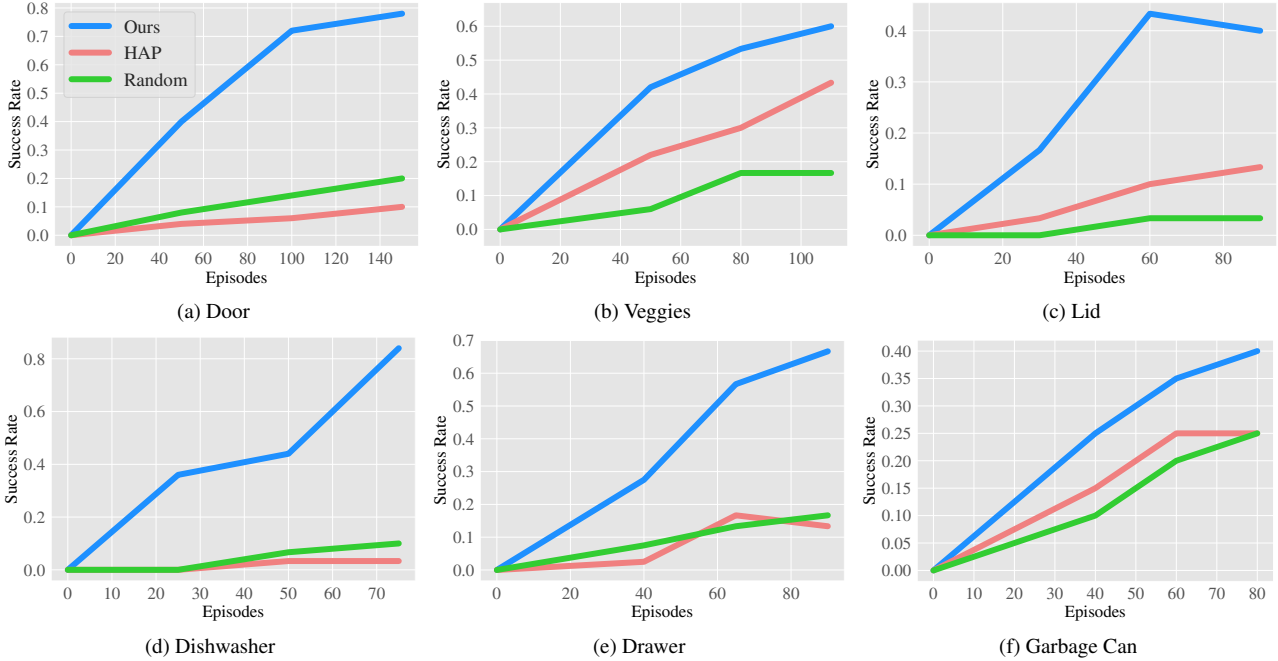 0.8
0.7
0.6
0.5
0.4
0.3
0.2
0.1
0.0
Success Rate
Ours
HAP
Random
0 20 40 60 80 100 120 140
Episodes
(a) Door
0.6
0.5
0.4
0.3
0.2
0.1
0.0
Success Rate
0 20 40 60 80 100
Episodes
(b) Veggies
0.4
0.3
0.2
0.1
0.0
Success Rate
0 20 40 60 80
Episodes
(c) Lid
0.8
0.6
0.4
0.2
0.0
Success Rate
0 10 20 30 40 50 60 70
Episodes
(d) Dishwasher
0.7
0.6
0.5
0.4
0.3
0.2
0.1
0.0
Success Rate
0 20 40 60 80
Episodes
(e) Drawer
0.40
0.35
0.30
0.25
0.20
0.15
0.10
0.05
0.00
Success Rate
0 10 20 30 40 50 60 70 80
Episodes
(f) Garbage Can